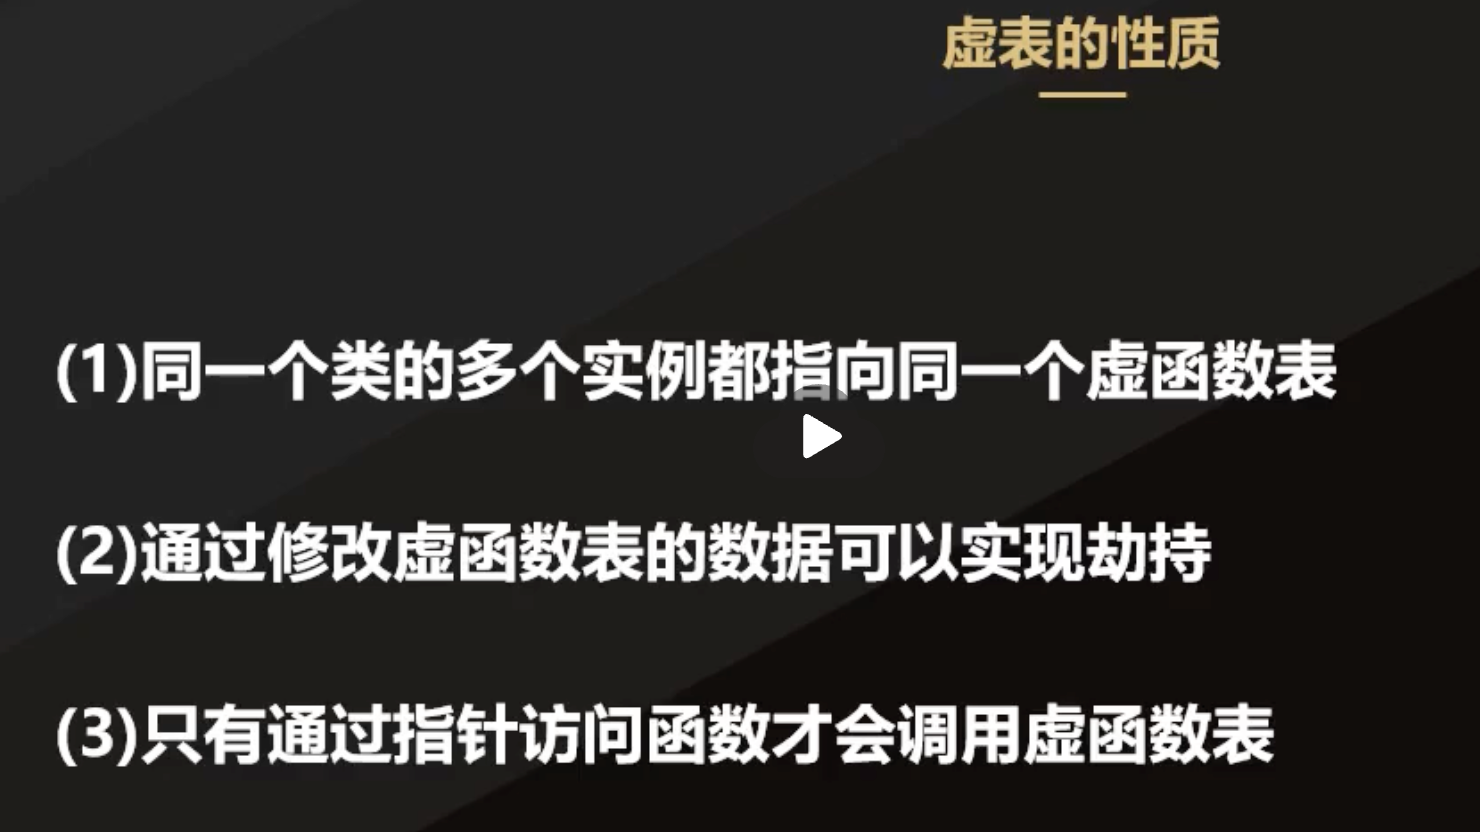 虚表的性质
(1)同一个类的多个实例都指向同一个虚函数表
(2)通过修改虚函数表的数据可以实现劫持
(3)只有通过指针访问函数才会调用虚函数表